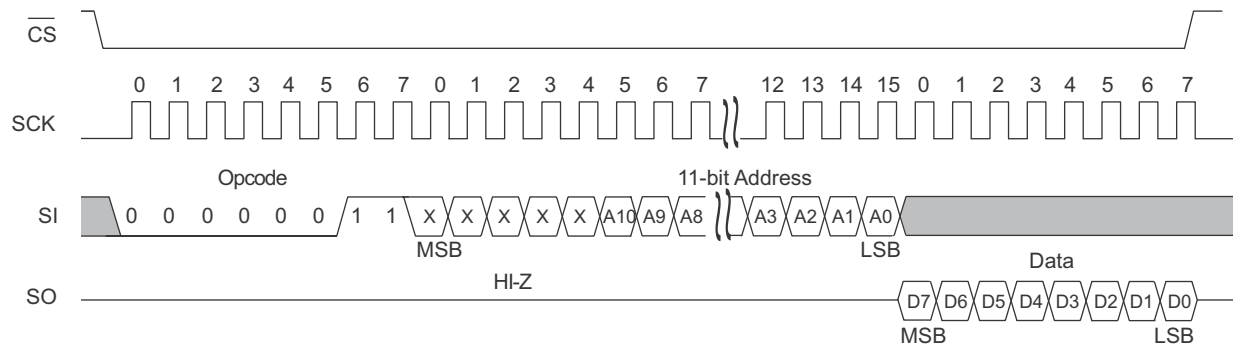 CS
0 1 2 3 4 5 6 7 0 1 2 3 4 5 6 7 12 13 14 15 0 1 2 3 4 5 6 7
SCK
Opcode 11-bit Address
SI 0 0 0 0 0 0 1 1 X X X X X A10 A9 A8 A3 A2 A1 A0
MSB LSB
HI-Z Data
SO D7 D6 D5 D4 D3 D2 D1 D0
MSB LSB